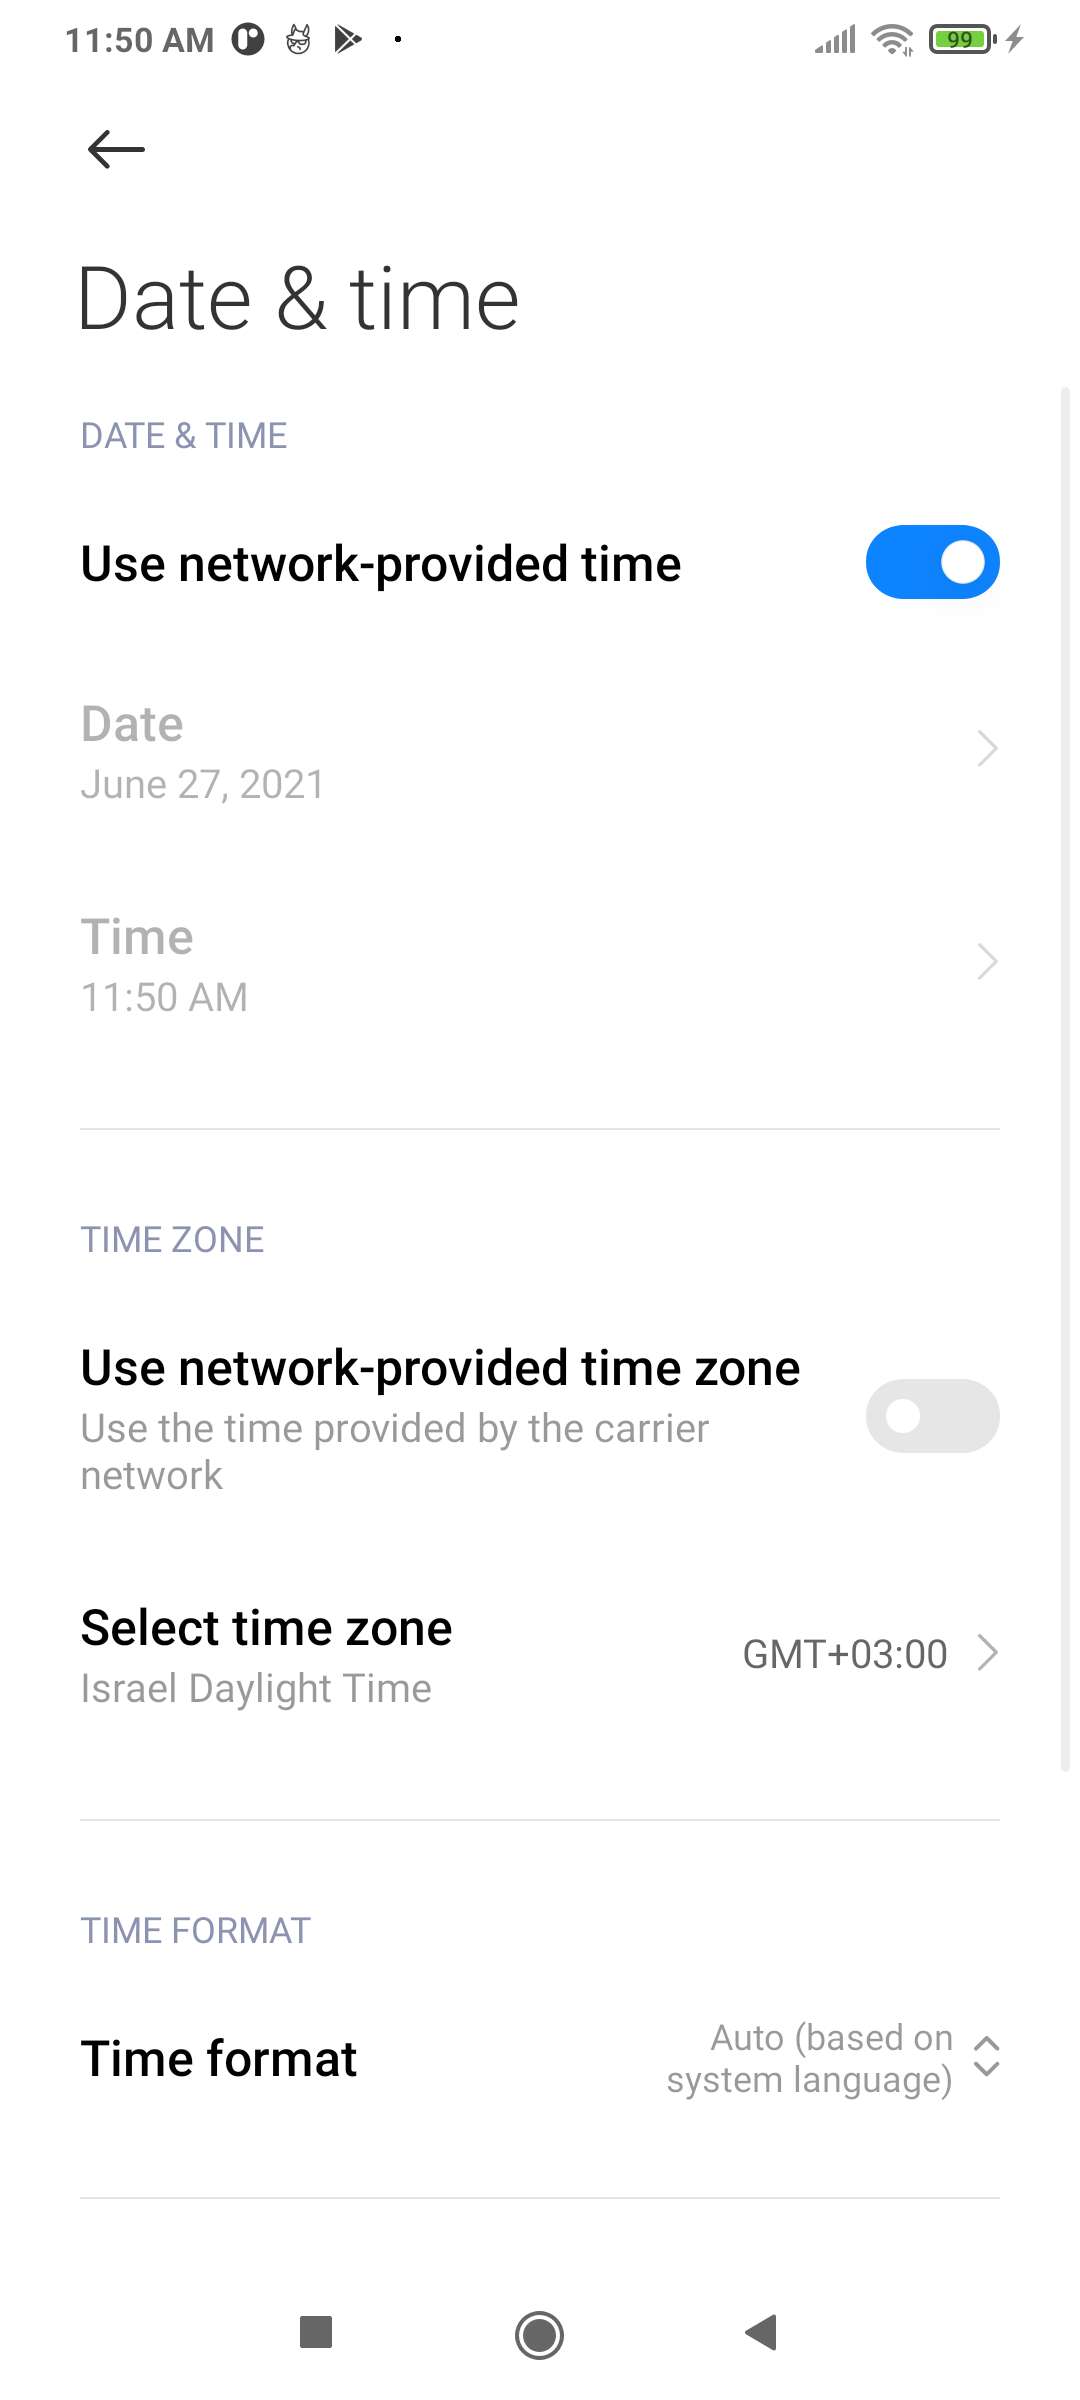 11:50 AM
99
Date & time
DATE & TIME
Use network-provided time
Date
June 27, 2021
Time
11:50 AM
TIME ZONE
Use network-provided time zone
Use the time provided by the carrier
network
Select time zone
Israel Daylight Time
GMT+03:00
TIME FORMAT
Time format
Auto (based on
system language)